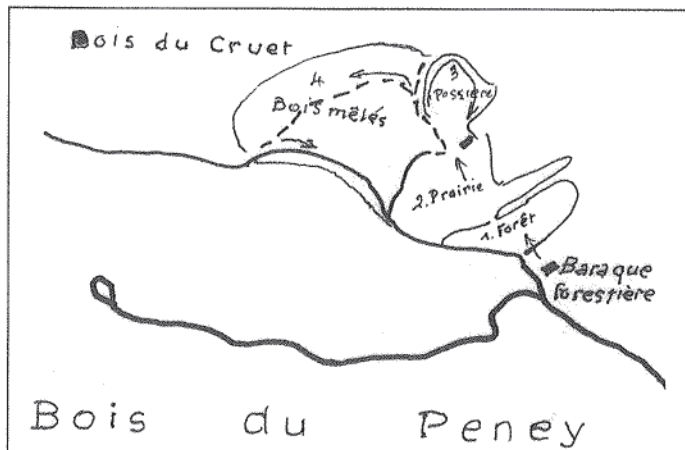 Bois du Cruet
4
Bois mêlés
3
Possière
2. Prairie
1. Forêt
Baraque
forestière
Bois du Peney